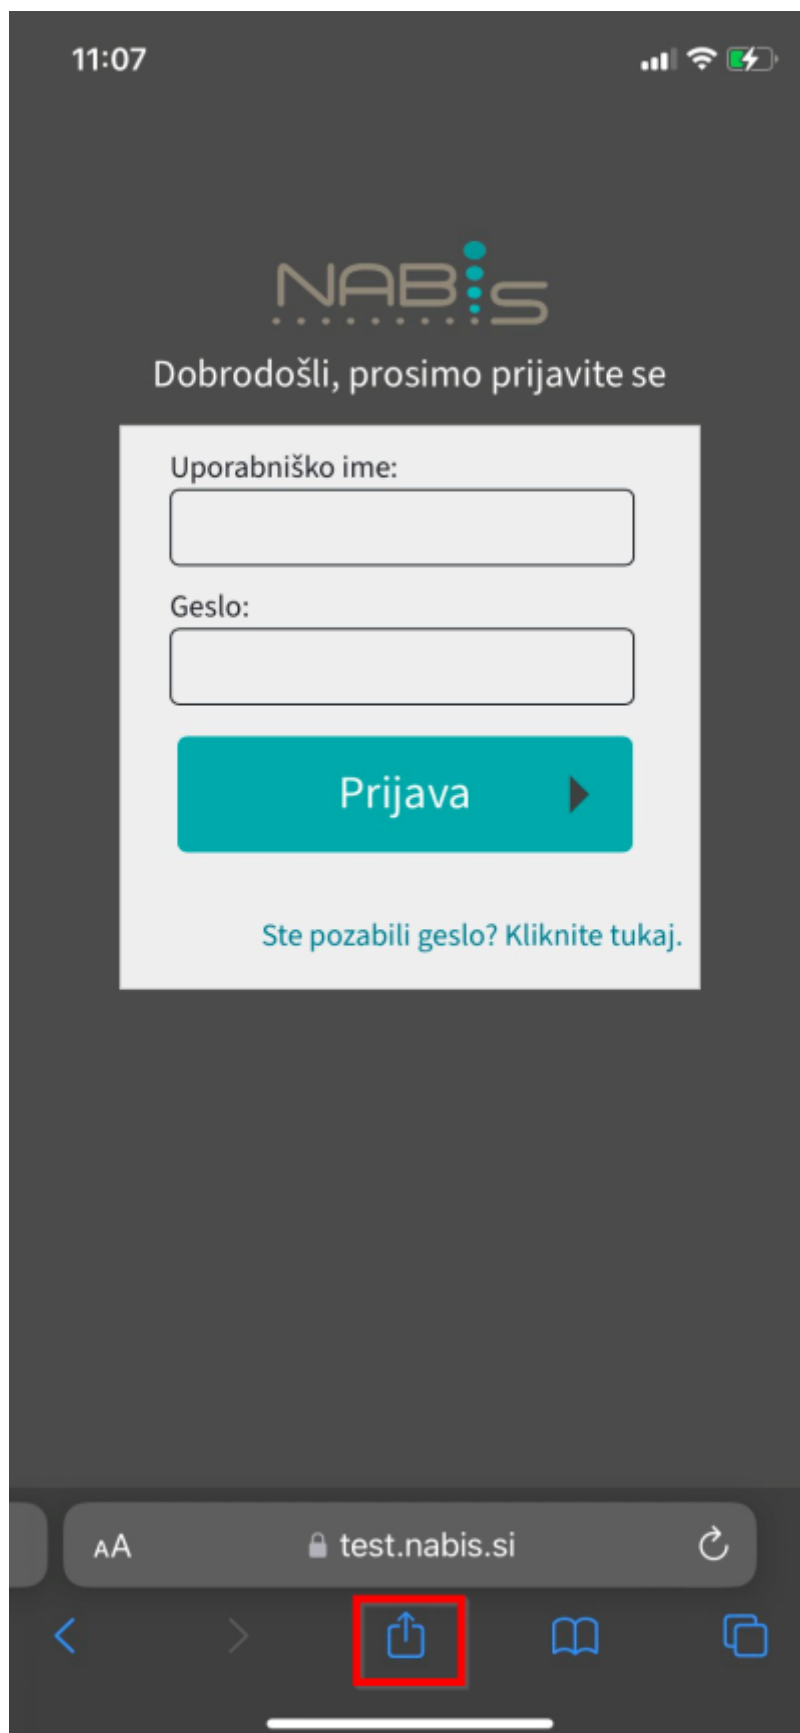 11:07
NABIS
Dobrodošli, prosimo prijavite se
Uporabniško ime:
Geslo:
Prijava
Ste pozabili geslo? Kliknite tukaj.
AA test.nabis.si